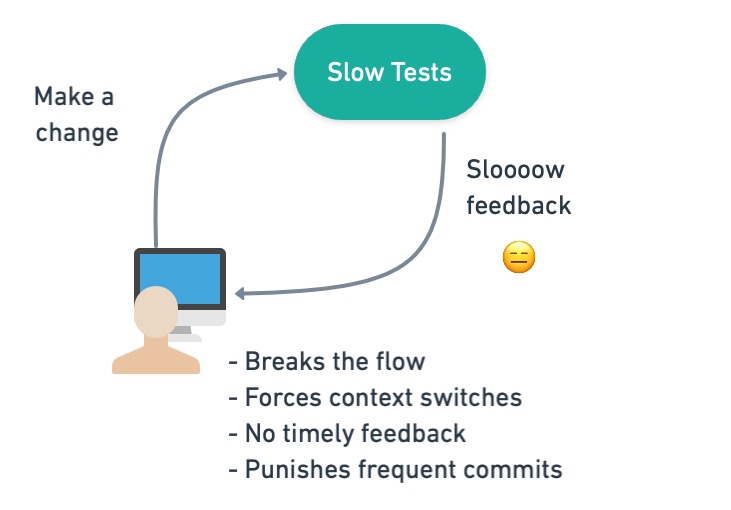 Slow Tests
Make a
change
Sloooow
feedback
- Breaks the flow
- Forces context switches
- No timely feedback
- Punishes frequent commits